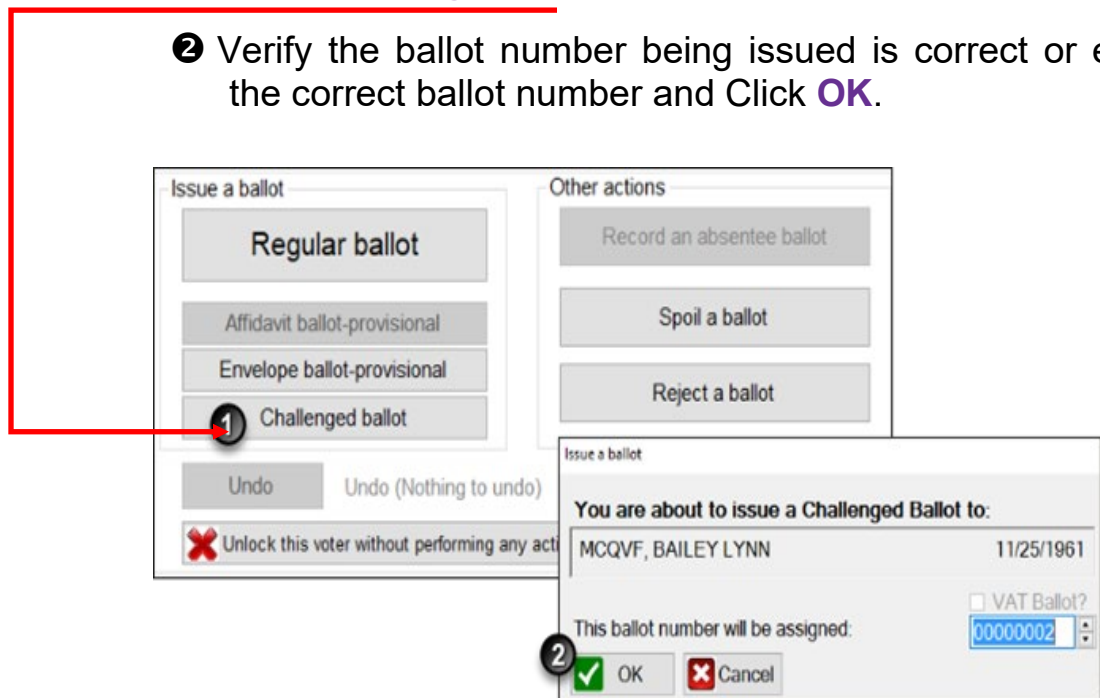 ❷ Verify the ballot number being issued is correct or e
the correct ballot number and Click OK.
Issue a ballot
Other actions
Regular ballot
Record an absentee ballot
Affidavit ballot-provisional
Spoil a ballot
Envelope ballot-provisional
Reject a ballot
1 Challenged ballot
Undo
Undo (Nothing to undo)
Unlock this voter without performing any acti
Issue a ballot
You are about to issue a Challenged Ballot to:
MCQVF, BAILEY LYNN 11/25/1961
VAT Ballot?
This ballot number will be assigned: 00000002
2 OK Cancel